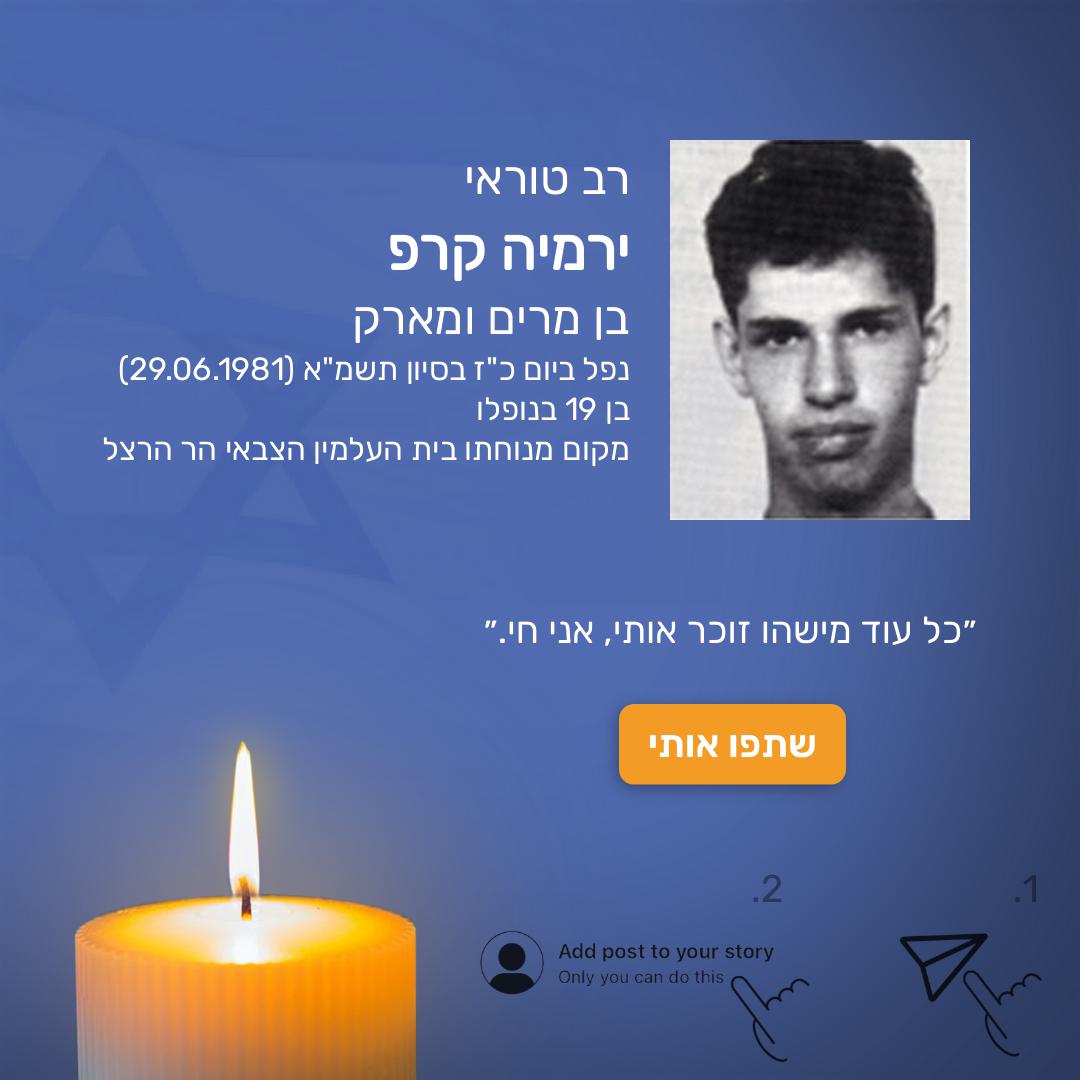 רב טוראי
ירמיה קרפ
בן מרים ומארק
נפל ביום כ"ז בסיון תשמ"א (29.06.1981)
בן 19 בנופלו
מקום מנוחתו בית העלמין הצבאי הר הרצל
״כל עוד מישהו זוכר אותי, אני חי.״
שתפו אותי
1.
2.
Add post to your story
Only you can do this